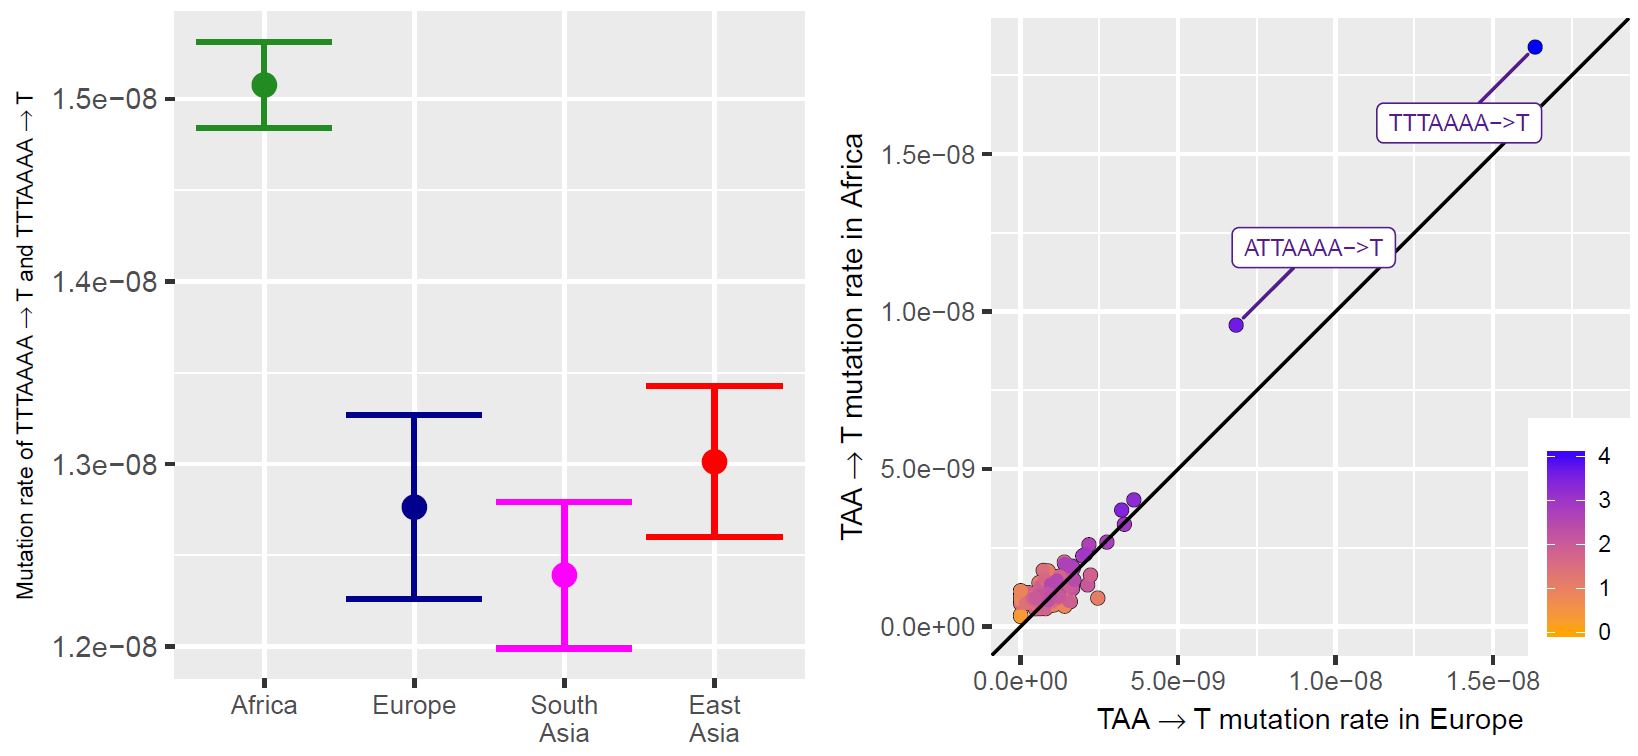 Mutation rate of TTTAAAA → T and TTTAAAA → T
1.5e−08
1.4e−08
1.3e−08
1.2e−08
Africa
Europe
South
Asia
East
Asia
TAA → T mutation rate in Africa
1.5e−08
1.0e−08
5.0e−09
0.0e+00
TTTAAAA−>T
ATTAAAA−>T
4
3
2
1
0
0.0e+00
5.0e−09
1.0e−08
1.5e−08
TAA → T mutation rate in Europe